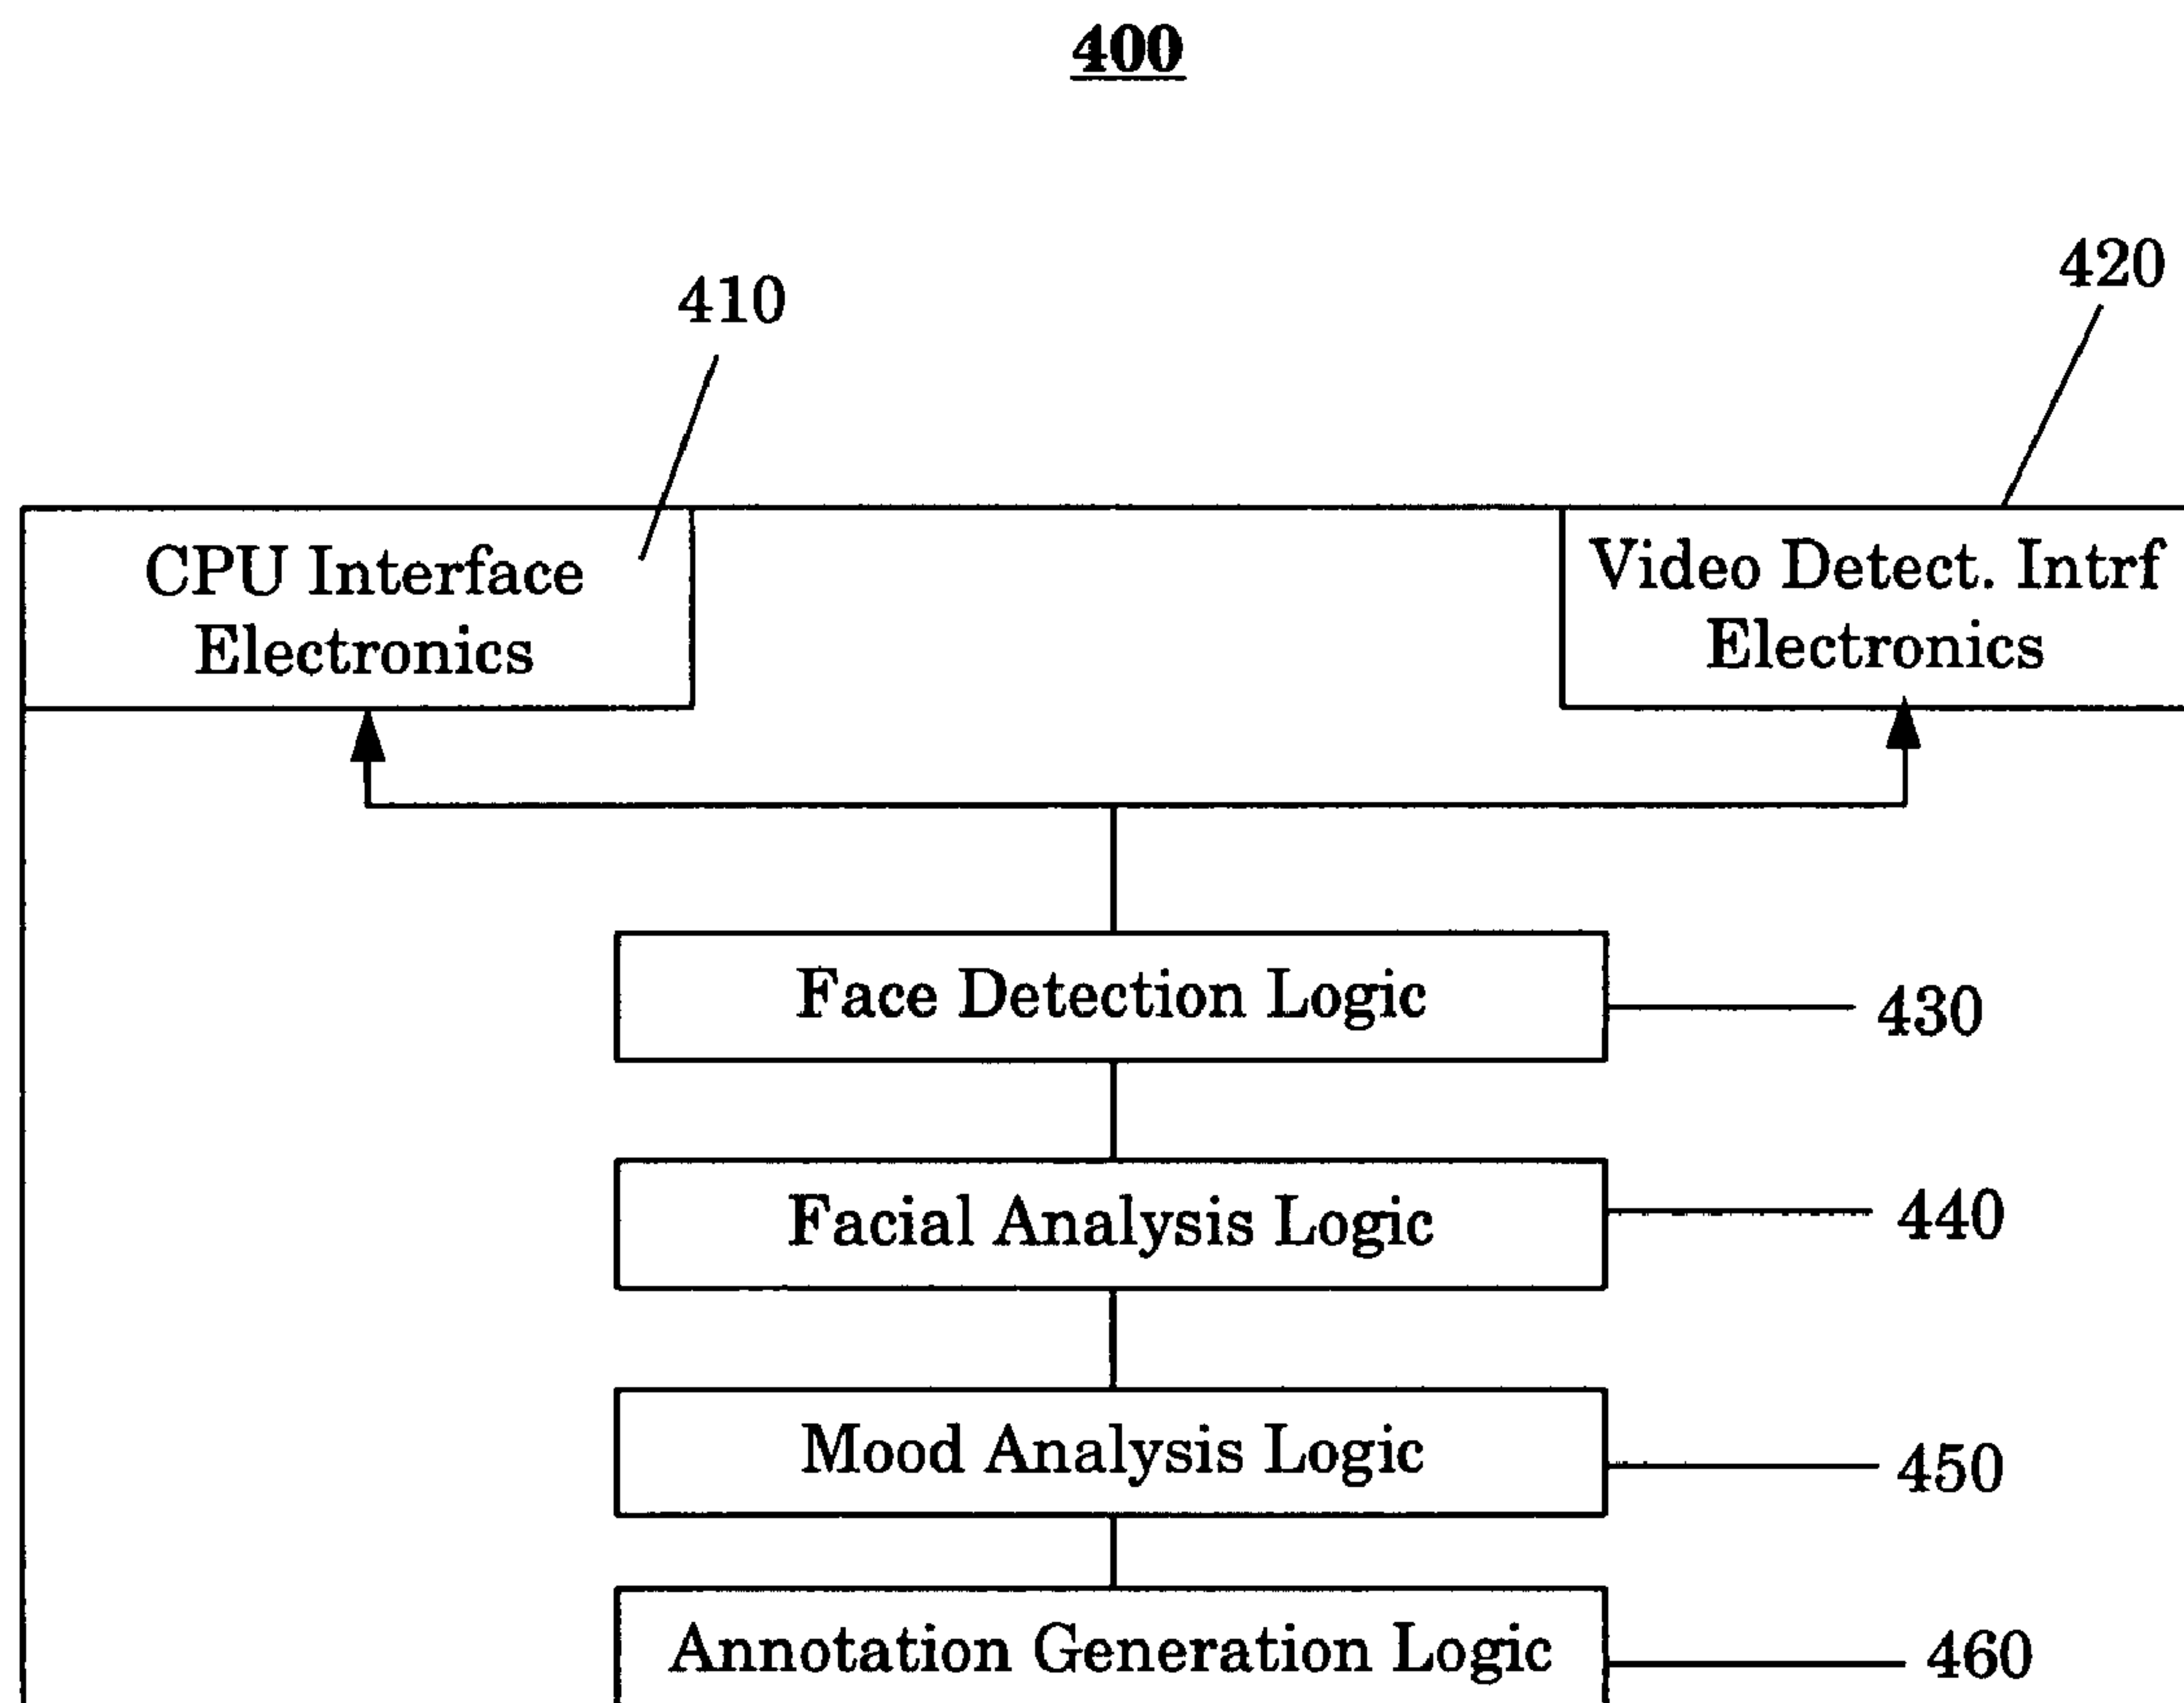 400
410
420
CPU Interface
Electronics
Video Detect. Intrf
Electronics
Face Detection Logic
430
Facial Analysis Logic
440
Mood Analysis Logic
450
Annotation Generation Logic
460